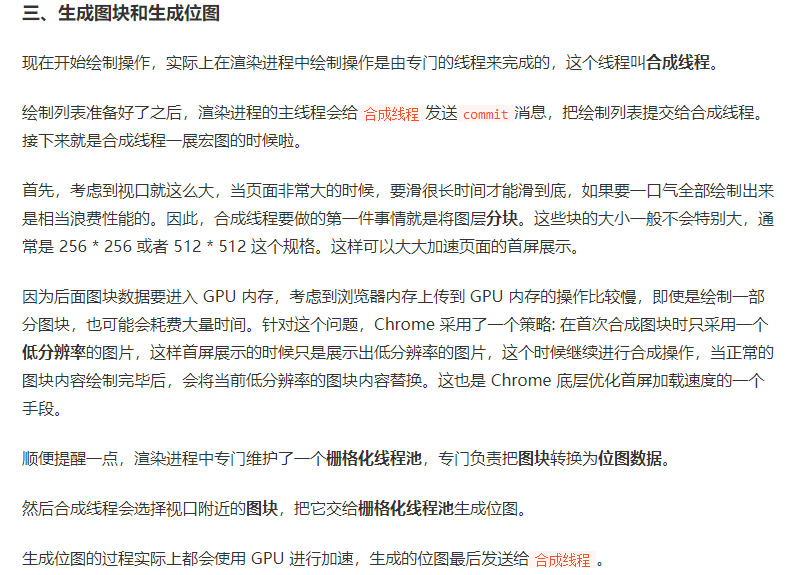 三、生成图块和生成位图
现在开始绘制操作，实际上在渲染进程中绘制操作是由专门的线程来完成的，这个线程叫合成线程。
绘制列表准备好了之后，渲染进程的主线程会给 合成线程 发送 commit 消息，把绘制列表提交给合成线程。
接下来就是合成线程一展宏图的时候啦。
首先，考虑到视口就这么大，当页面非常大的时候，要滑很长时间才能滑到底，如果要一口气全部绘制出来
是相当浪费性能的。因此，合成线程要做的第一件事情就是将图层分块。这些块的大小一般不会特别大，通
常是 256 * 256 或者 512 * 512 这个规格。这样可以大大加速页面的首屏展示。
因为后面图块数据要进入 GPU 内存，考虑到浏览器内存上传到 GPU 内存的操作比较慢，即使是绘制一部
分图块，也可能会耗费大量时间。针对这个问题，Chrome 采用了一个策略: 在首次合成图块时只采用一个
低分辨率的图片，这样首屏展示的时候只是展示出低分辨率的图片，这个时候继续进行合成操作，当正常的
图块内容绘制完毕后，会将当前低分辨率的图块内容替换。这也是 Chrome 底层优化首屏加载速度的一个
手段。
顺便提醒一点，渲染进程中专门维护了一个栅格化线程池，专门负责把图块转换为位图数据。
然后合成线程会选择视口附近的图块，把它交给栅格化线程池生成位图。
生成位图的过程实际上都会使用 GPU 进行加速，生成的位图最后发送给 合成线程 。